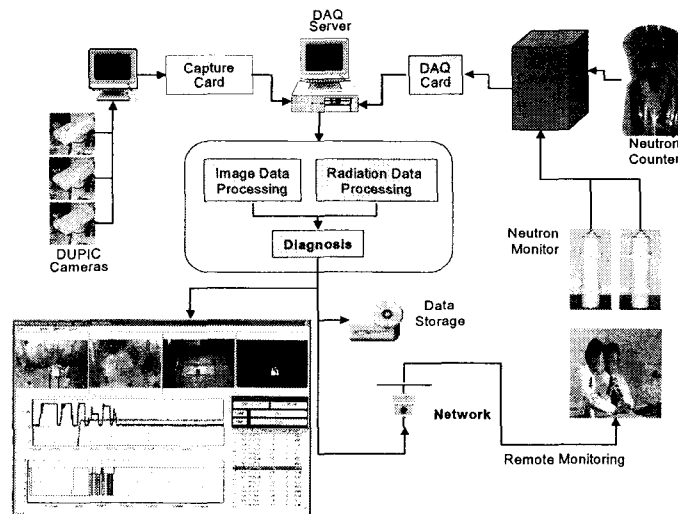 DAQ
Server
Capture
Card
DAQ
Card
Neutron
Counter
Image Data
Processing
Radiation Data
Processing
Diagnosis
DUPIC
Cameras
Neutron
Monitor
Data
Storage
Network
Remote Monitoring